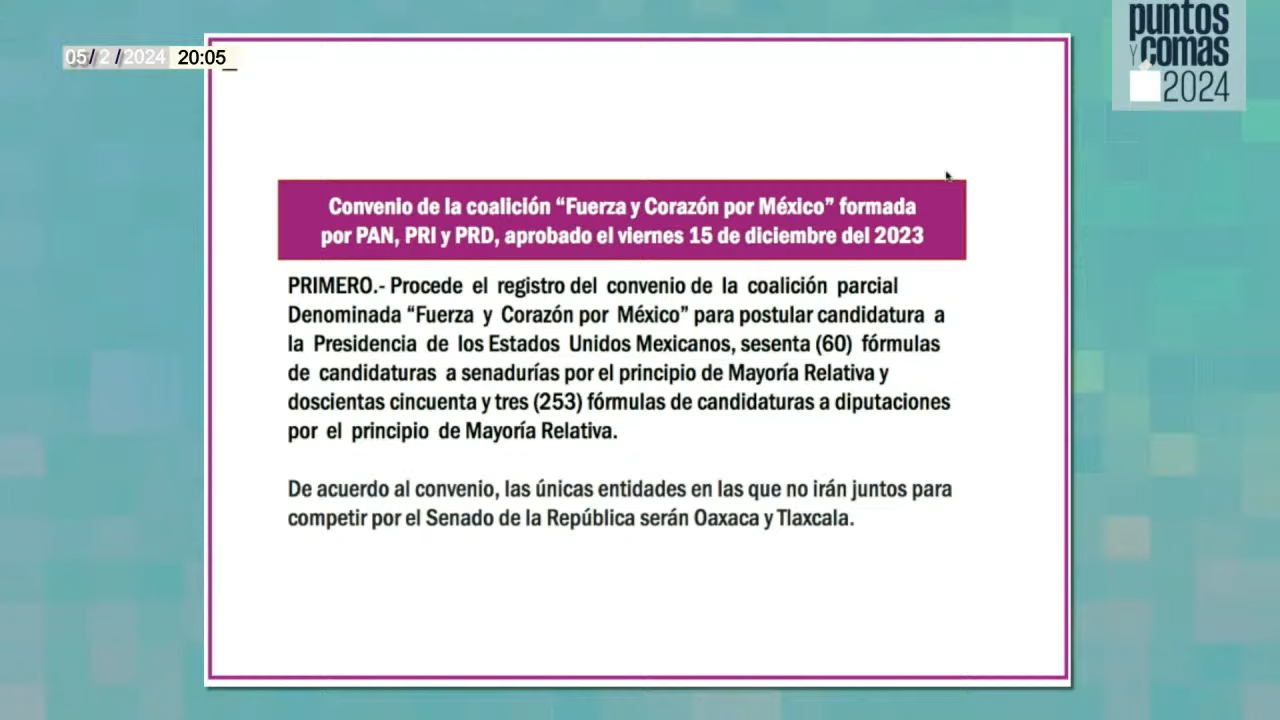 05/ 2 /2024 20:05_
puntos
y comas
2024
Convenio de la coalición “Fuerza y Corazón por México” formada
por PAN, PRI y PRD, aprobado el viernes 15 de diciembre del 2023
PRIMERO.- Procede el registro del convenio de la coalición parcial
Denominada “Fuerza y Corazón por México” para postular candidatura a
la Presidencia de los Estados Unidos Mexicanos, sesenta (60) fórmulas
de candidaturas a senadurías por el principio de Mayoría Relativa y
doscientas cincuenta y tres (253) fórmulas de candidaturas a diputaciones
por el principio de Mayoría Relativa.
De acuerdo al convenio, las únicas entidades en las que no irán juntos para
competir por el Senado de la República serán Oaxaca y Tlaxcala.